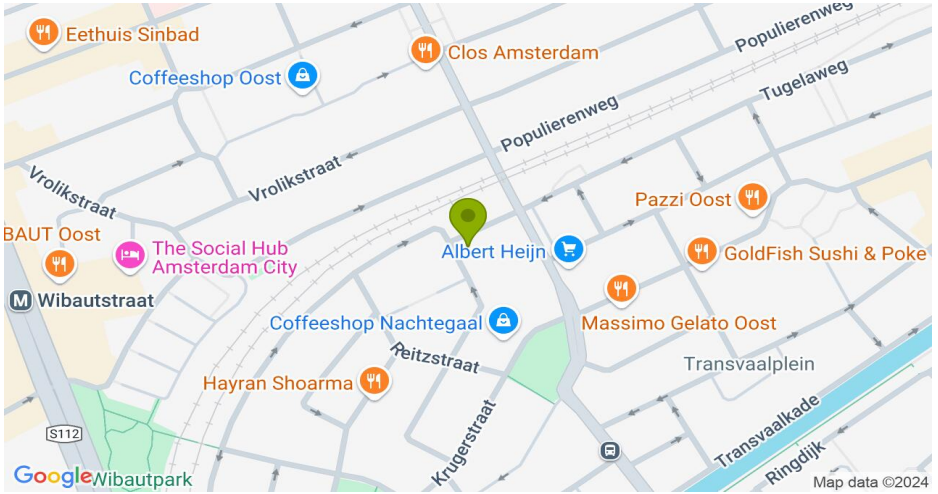 Eethuis Sinbad
Coffeeshop Oost
Clos Amsterdam
Populierenweg
Tugelaweg
Populierenweg
Vrolikstraat
Vrolikstraat
Pazzi Oost
BAUT Oost
The Social Hub
Amsterdam City
Albert Heijn
GoldFish Sushi & Poke
M
Wibautstraat
Coffeeshop Nachtegaal
Massimo Gelato Oost
Reitzstraat
Transvaalplein
Hayran Shoarma
Krugerstraat
Transvaalkade
S112
Ringdijk
Google
Wibautpark
Map data ©2024